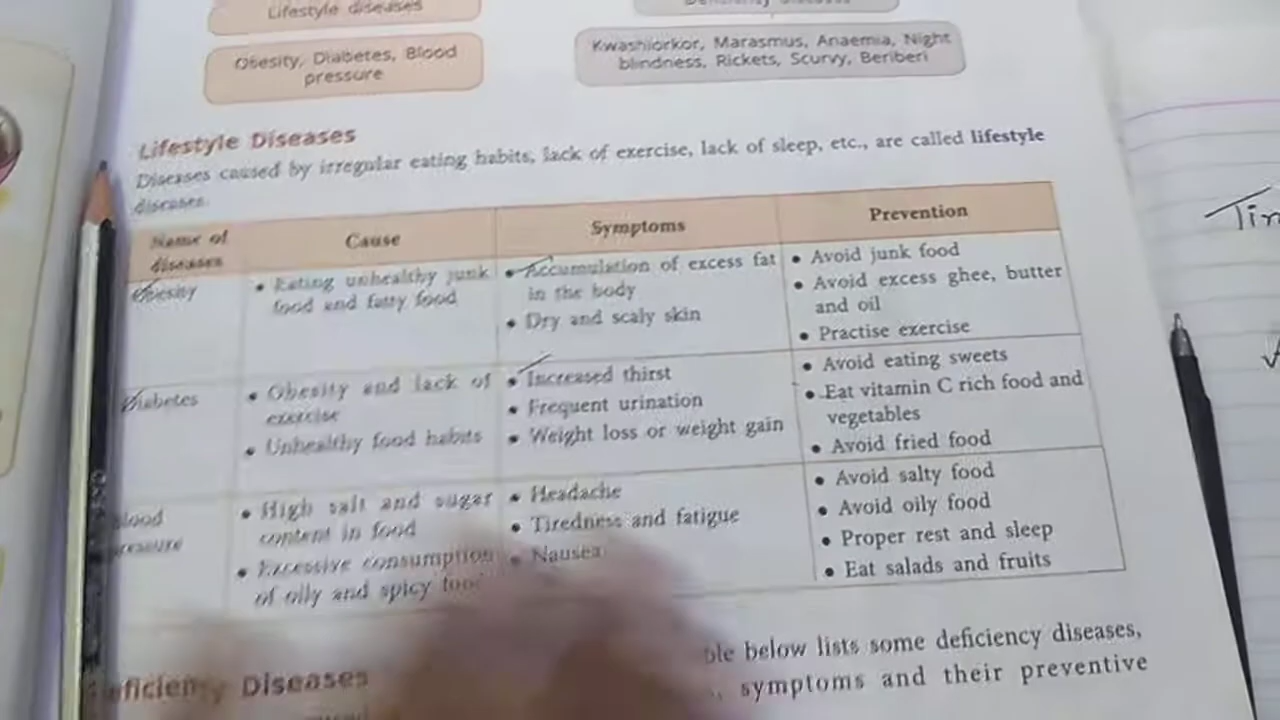 Lifestyle diseases
Deficiency diseases
Obesity, Diabetes, Blood
pressure
Kwashiorkor, Marasmus, Anaemia, Night
blindness, Rickets, Scurvy, Beriberi
Lifestyle Diseases
Diseases caused by irregular eating habits, lack of exercise, lack of sleep, etc., are called lifestyle
diseases.
Name of
diseases
Cause
Symptoms
Prevention
Obesity
• Eating unhealthy junk
food and fatty food
• Accumulation of excess fat
in the body
• Dry and scaly skin
• Avoid junk food
• Avoid excess ghee, butter
and oil
• Practise exercise
Diabetes
• Obesity and lack of
exercise
• Unhealthy food habits
• Increased thirst
• Frequent urination
• Weight loss or weight gain
• Avoid eating sweets
• Eat vitamin C rich food and
vegetables
• Avoid fried food
Blood
pressure
• High salt and sugar
content in food
• Excessive consumption
of oily and spicy food
• Headache
• Tiredness and fatigue
• Nausea
• Avoid salty food
• Avoid oily food
• Proper rest and sleep
• Eat salads and fruits
Deficiency Diseases
below lists some deficiency diseases,
symptoms and their preventive